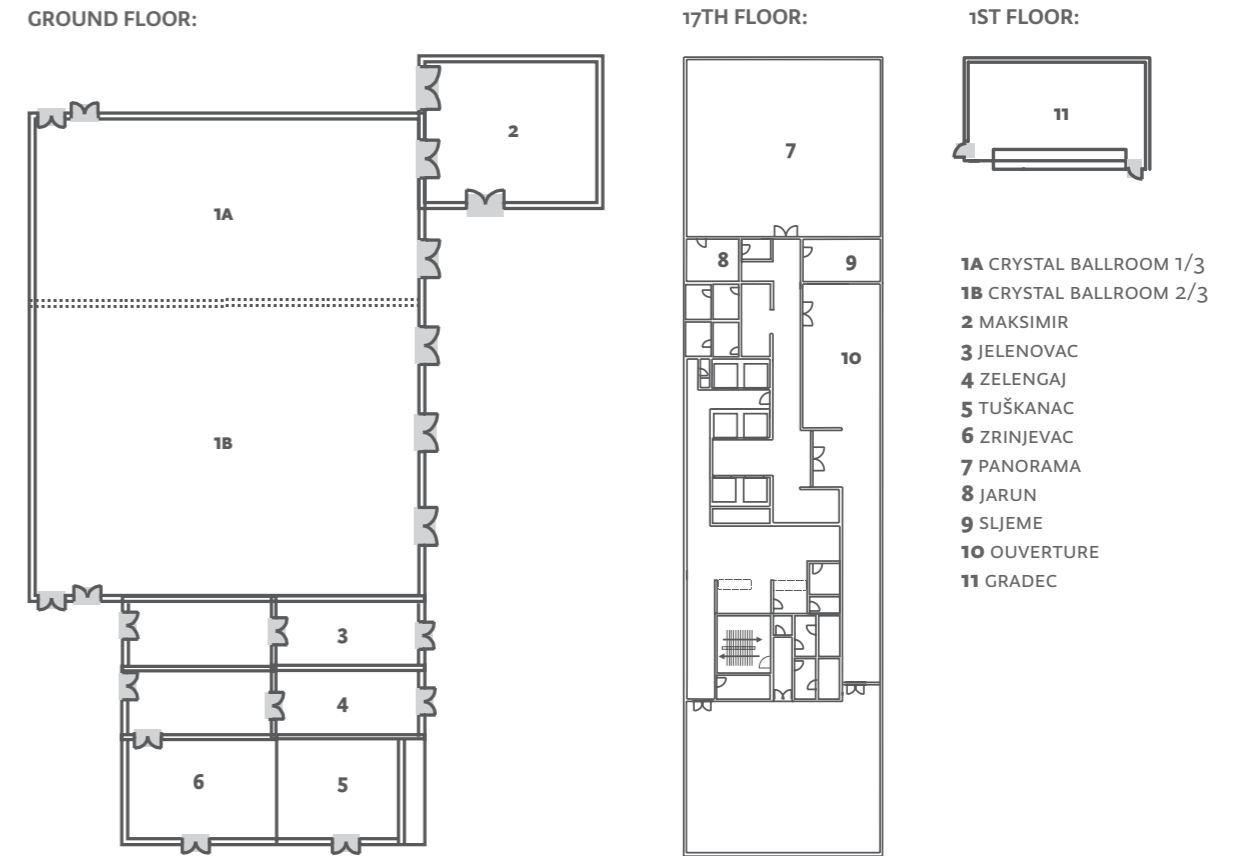 GROUND FLOOR:
17TH FLOOR:
1ST FLOOR:
2
1A
1B
3
4
6
5
7
8
9
10
11
1A CRYSTAL BALLROOM 1/3
1B CRYSTAL BALLROOM 2/3
2 MAKSIMIR
3 JELENOVAC
4 ZELENGAJ
5 TUŠKANAC
6 ZRINJEVAC
7 PANORAMA
8 JARUN
9 SLJEME
10 OUVERTURE
11 GRADEC